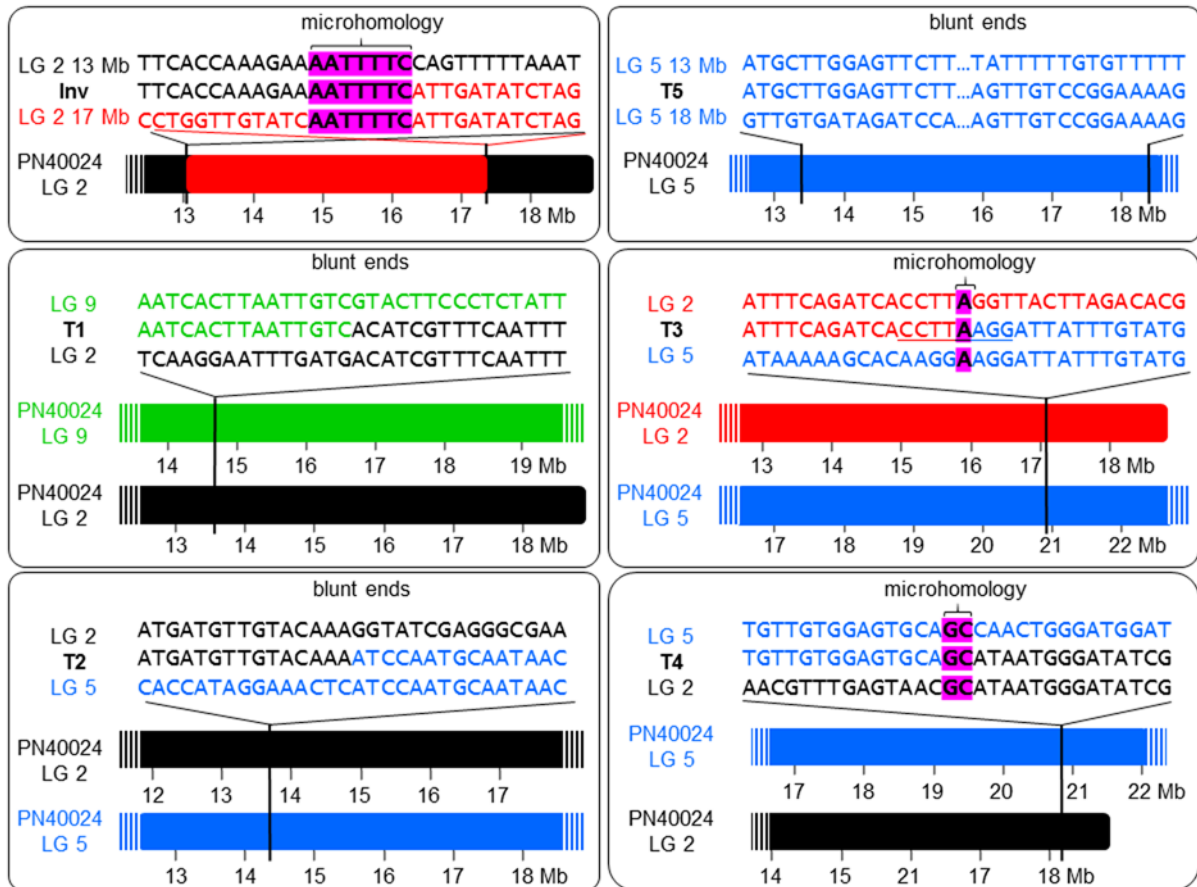 microhomology
LG 2 13 Mb TTCACCAAAGAAAATTTTCCAGTTTTTAAAT
Inv TTCACCAAAGAAAATTTTCATTGATATCTAG
LG 2 17 Mb CCTGGTTGTATCAATTTTCATTGATATCTAG
PN40024
LG 2
13 14 15 16 17 18 Mb
blunt ends
LG 5 13 Mb ATGCTTGGAGTTCTT...TATTTTTGTGTTTTT
T5 ATGCTTGGAGTTCTT...AGTTGTCCGGAAAAG
LG 5 18 Mb GTTGTGATAGATCCA...AGTTGTCCGGAAAAG
PN40024
LG 5
13 14 15 16 17 18 Mb
blunt ends
LG 9 AATCACTTAATTGTCGTACTTCCCTCTATT
T1 AATCACTTAATTGTCACATCGTTTCAATTT
LG 2 TCAAGGAATTTGATGACATCGTTTCAATTT
PN40024
LG 9
14 15 16 17 18 19 Mb
PN40024
LG 2
13 14 15 16 17 18 Mb
microhomology
LG 2 ATTTCAGATCACCTTAGGTTACTTAGACACG
T3 ATTTCAGATCACCTTAAGGATTATTTGTATG
LG 5 ATAAAAAGCACAAGGAAGGATTATTTGTATG
PN40024
LG 2
13 14 15 16 17 18 Mb
PN40024
LG 5
17 18 19 20 21 22 Mb
blunt ends
LG 2 ATGATGTTGTACAAAGGTATCGAGGGCGAA
T2 ATGATGTTGTACAAAATCCAATGCAATAAC
LG 5 CACCATAGGAAACTCATCCAATGCAATAAC
PN40024
LG 2
12 13 14 15 16 17
PN40024
LG 5
13 14 15 16 17 18 Mb
microhomology
LG 5 TGTTGTGGAGTGCAGCCAACTGGGATGGAT
T4 TGTTGTGGAGTGCAGCATAATGGGATATCG
LG 2 AACGTTTGAGTAACGCATAATGGGATATCG
PN40024
LG 5
17 18 19 20 21 22 Mb
PN40024
LG 2
14 15 21 17 18 Mb